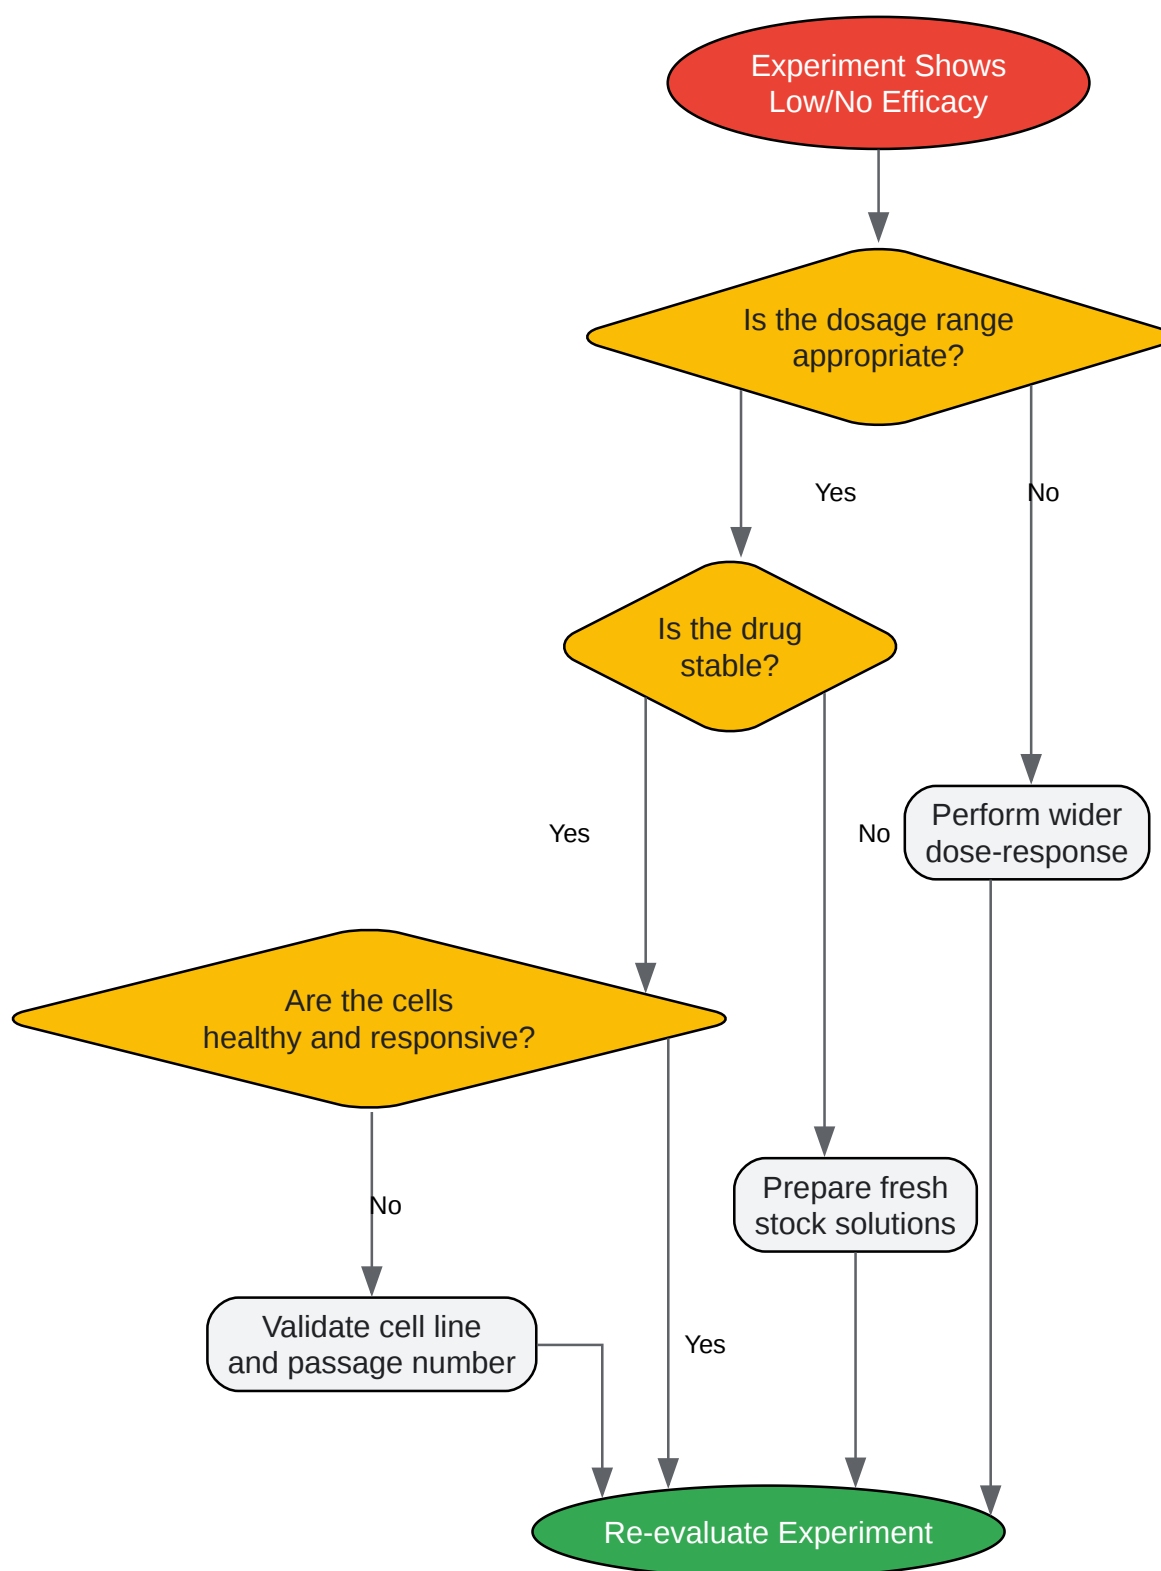 Experiment Shows
Low/No Efficacy
Is the dosage range
appropriate?
Yes
No
Is the drug
stable?
Yes
No
Perform wider
dose-response
Are the cells
healthy and responsive?
No
Prepare fresh
stock solutions
Validate cell line
and passage number
Yes
Re-evaluate Experiment